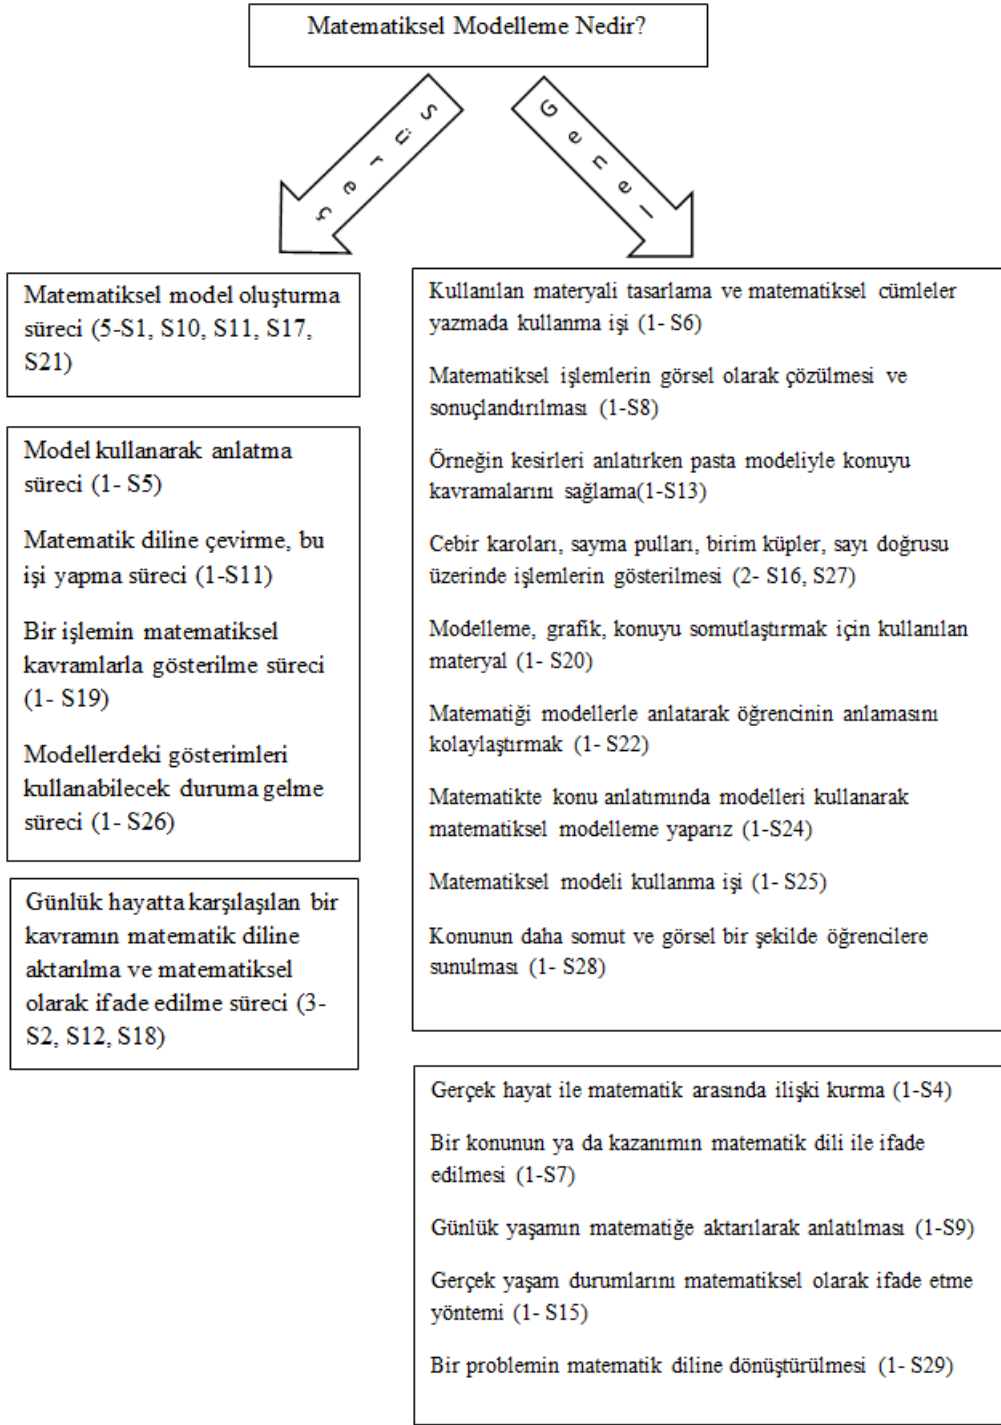 Matematiksel Modelleme Nedir?
Süreç
Genel
Matematiksel model oluşturma
süreci (5-S1, S10, S11, S17,
S21)
Model kullanarak anlatma
süreci (1- S5)
Matematik diline çevirme, bu
işi yapma süreci (1-S11)
Bir işlemin matematiksel
kavramlarla gösterilme süreci
(1- S19)
Modellerdeki gösterimleri
kullanabilecek duruma gelme
süreci (1- S26)
Günlük hayatta karşılaşılan bir
kavramın matematik diline
aktarılma ve matematiksel
olarak ifade edilme süreci (3-
S2, S12, S18)
Kullanılan materyali tasarlama ve matematiksel cümleler
yazmada kullanma işi (1- S6)
Matematiksel işlemlerin görsel olarak çözülmesi ve
sonuçlandırılması (1-S8)
Örneğin kesirleri anlatırken pasta modeliyle konuyu
kavramalarını sağlama(1-S13)
Cebir karoları, sayma pulları, birim küpler, sayı doğrusu
üzerinde işlemlerin gösterilmesi (2- S16, S27)
Modelleme, grafik, konuyu somutlaştırmak için kullanılan
materyal (1- S20)
Matematiği modellerle anlatarak öğrencinin anlamasını
kolaylaştırmak (1- S22)
Matematikte konu anlatımında modelleri kullanarak
matematiksel modelleme yaparız (1-S24)
Matematiksel modeli kullanma işi (1- S25)
Konunun daha somut ve görsel bir şekilde öğrencilere
sunulması (1- S28)
Gerçek hayat ile matematik arasında ilişki kurma (1-S4)
Bir konunun ya da kazanımın matematik dili ile ifade
edilmesi (1-S7)
Günlük yaşamın matematiğe aktarılarak anlatılması (1-S9)
Gerçek yaşam durumlarını matematiksel olarak ifade etme
yöntemi (1- S15)
Bir problemin matematik diline dönüştürülmesi (1- S29)